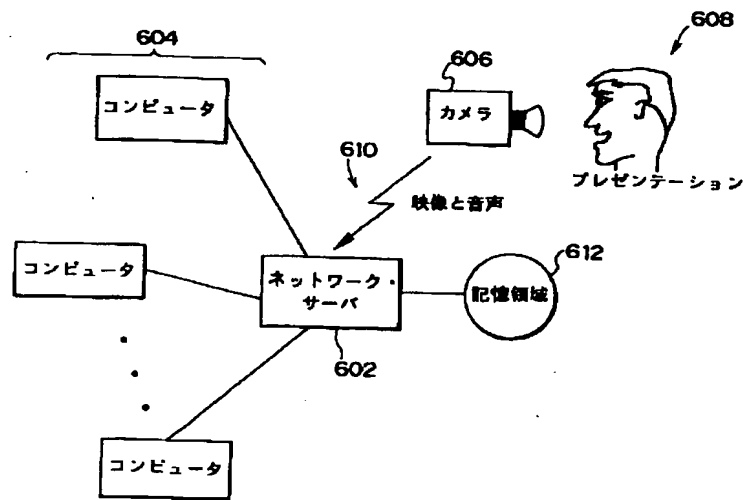 604
608
606
コンピュータ
カメラ
610
プレゼンテーション
映像と音声
コンピュータ
ネットワーク・
サーバ
612
記憶領域
602
コンピュータ